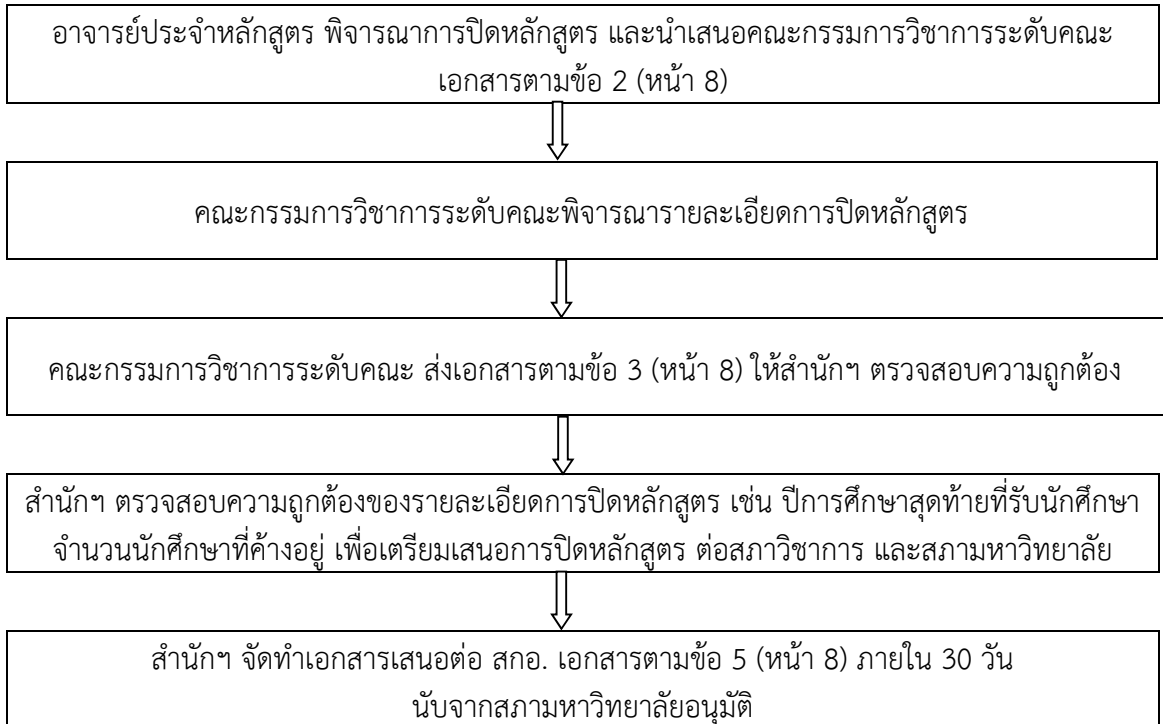 อาจารย์ประจำหลักสูตร พิจารณาการปิดหลักสูตร และนำเสนอคณะกรรมการวิชาการระดับคณะ
เอกสารตามข้อ 2 (หน้า 8)
คณะกรรมการวิชาการระดับคณะพิจารณารายละเอียดการปิดหลักสูตร
คณะกรรมการวิชาการระดับคณะ ส่งเอกสารตามข้อ 3 (หน้า 8) ให้สำนักฯ ตรวจสอบความถูกต้อง
สำนักฯ ตรวจสอบความถูกต้องของรายละเอียดการปิดหลักสูตร เช่น ปีการศึกษาสุดท้ายที่รับนักศึกษา
จำนวนนักศึกษาที่ค้างอยู่ เพื่อเตรียมเสนอการปิดหลักสูตร ต่อสภาวิชาการ และสภามหาวิทยาลัย
สำนักฯ จัดทำเอกสารเสนอต่อ สกอ. เอกสารตามข้อ 5 (หน้า 8) ภายใน 30 วัน
นับจากสภามหาวิทยาลัยอนุมัติ